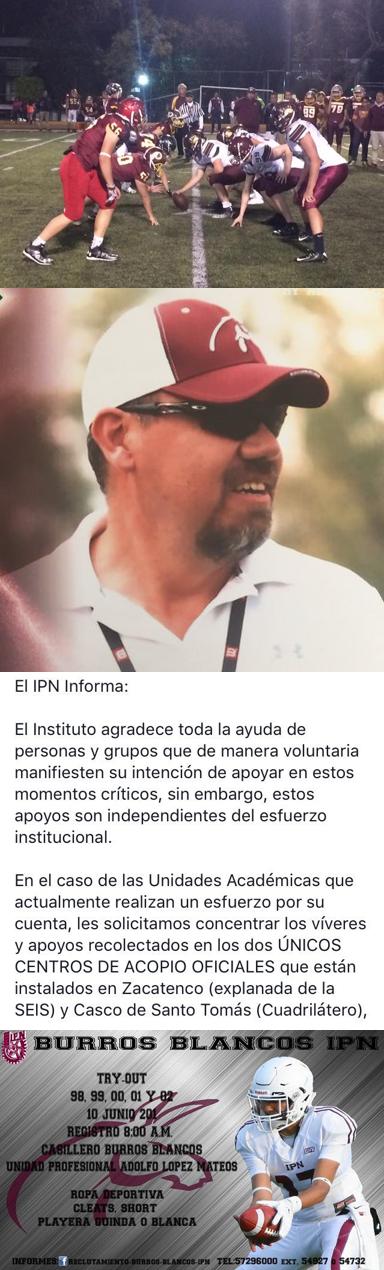 El IPN Informa:
El Instituto agradece toda la ayuda de
personas y grupos que de manera voluntaria
manifiesten su intención de apoyar en estos
momentos críticos, sin embargo, estos
apoyos son independientes del esfuerzo
institucional.
En el caso de las Unidades Académicas que
actualmente realizan un esfuerzo por su
cuenta, les solicitamos concentrar los víveres
y apoyos recolectados en los dos ÚNICOS
CENTROS DE ACOPIO OFICIALES que están
instalados en Zacatenco (explanada de la
SEIS) y Casco de Santo Tomás (Cuadrilátero),
BURROS BLANCOS IPN
TRY-OUT
98, 99, 00, 01 Y 02
10 JUNIO 201
REGISTRO 8:00 A.M.
CASILLERO BURROS BLANCOS
UNIDAD PROFESIONAL ADOLFO LOPEZ MATEOS
ROPA DEPORTIVA
CLEATS, SHORT
PLAYERA GUINDA O BLANCA
IPN
INFORMES: RECLUTAMIENTO-BURROS-BLANCOS-IPN TEL:57296000 EXT. 54927 o 54732